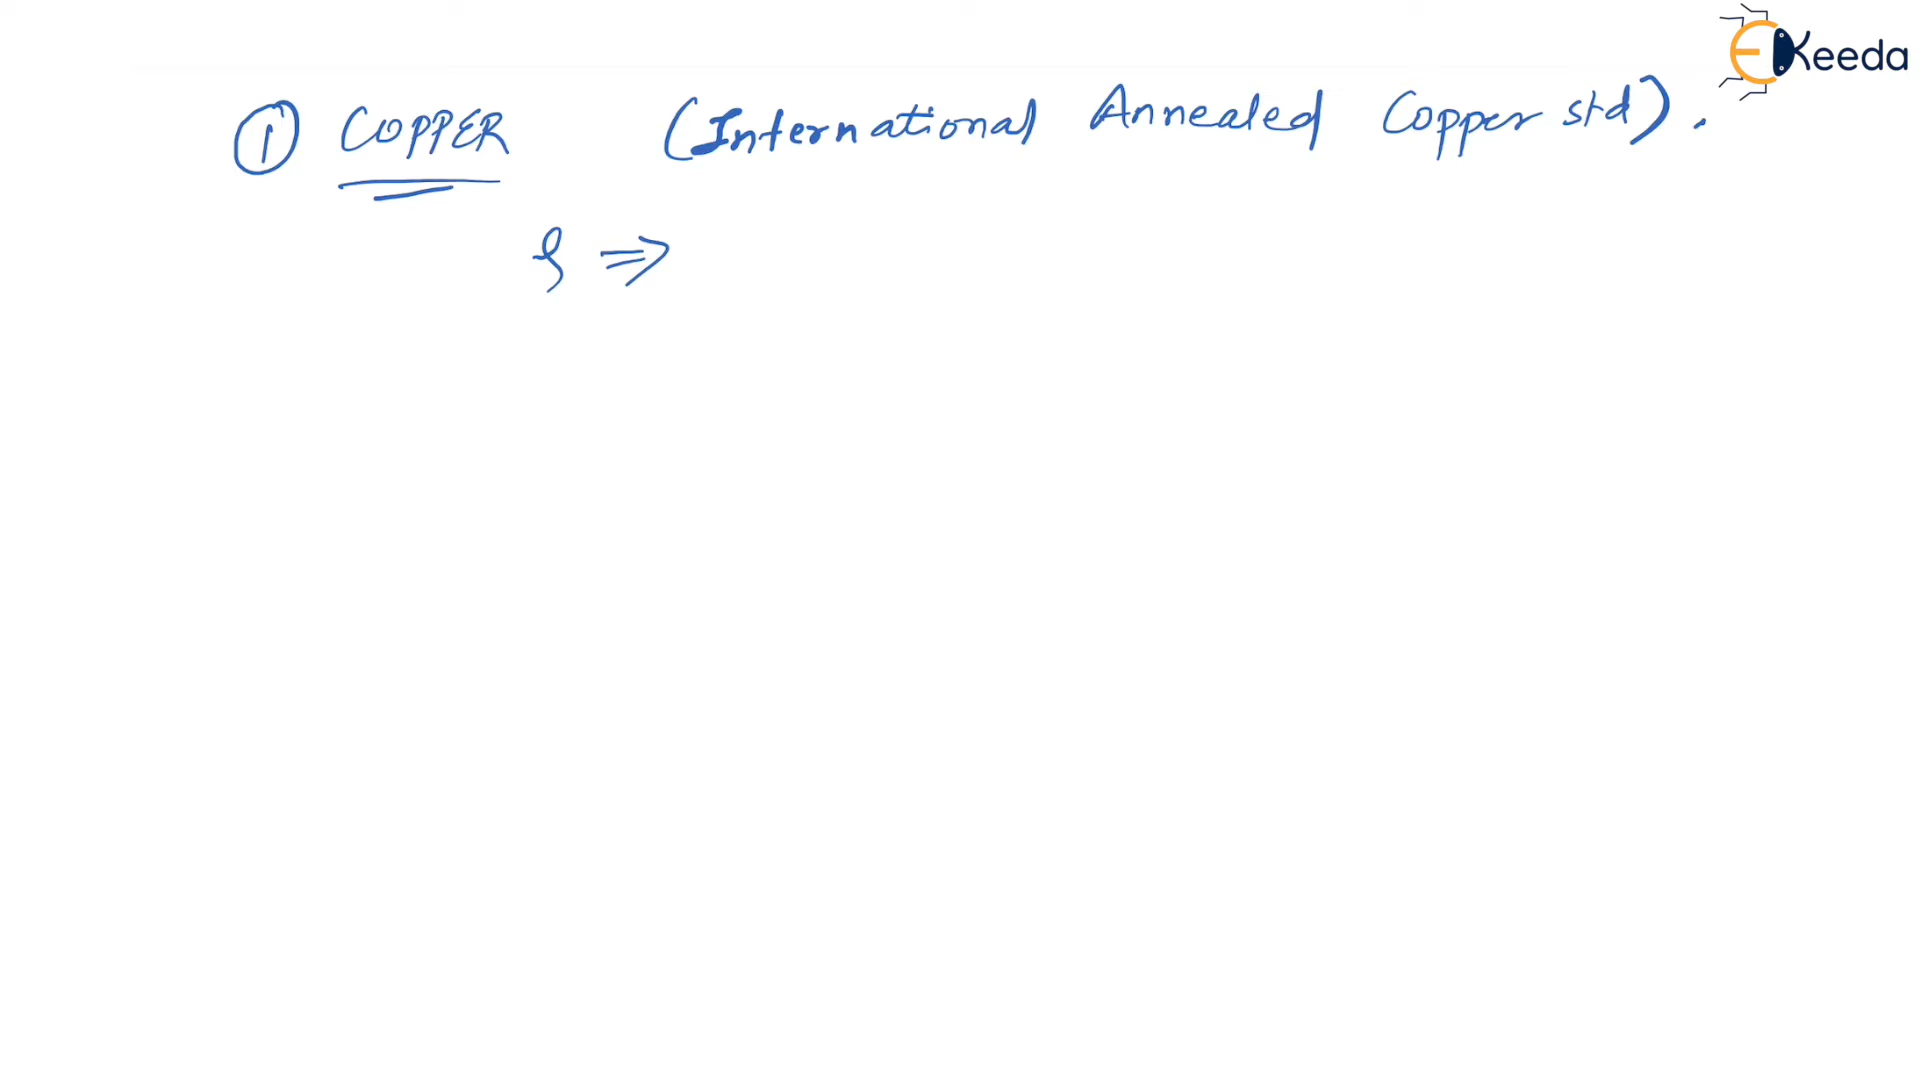 EKeeda
① COPPER (International Annealed Copper std).
ρ ⇒